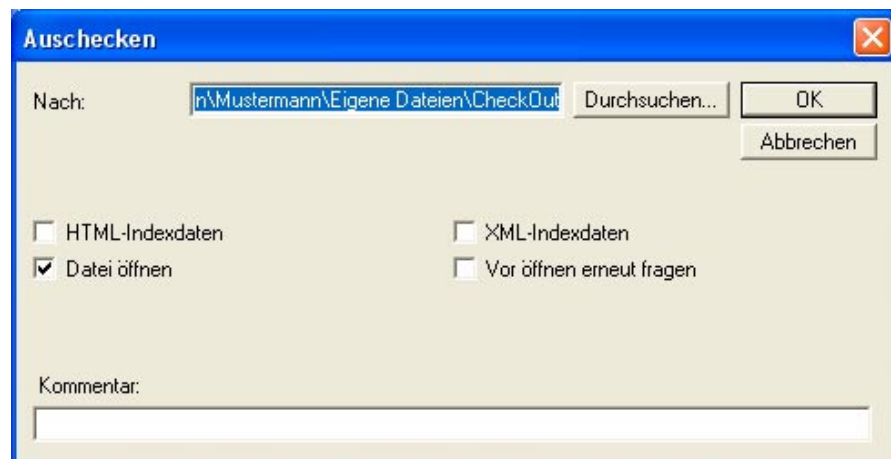 Auschecken
Nach: n\Mustermann\Eigene Dateien\CheckOut Durchsuchen... OK
Abbrechen
HTML-Indexdaten XML-Indexdaten
Datei öffnen Vor öffnen erneut fragen
Kommentar: